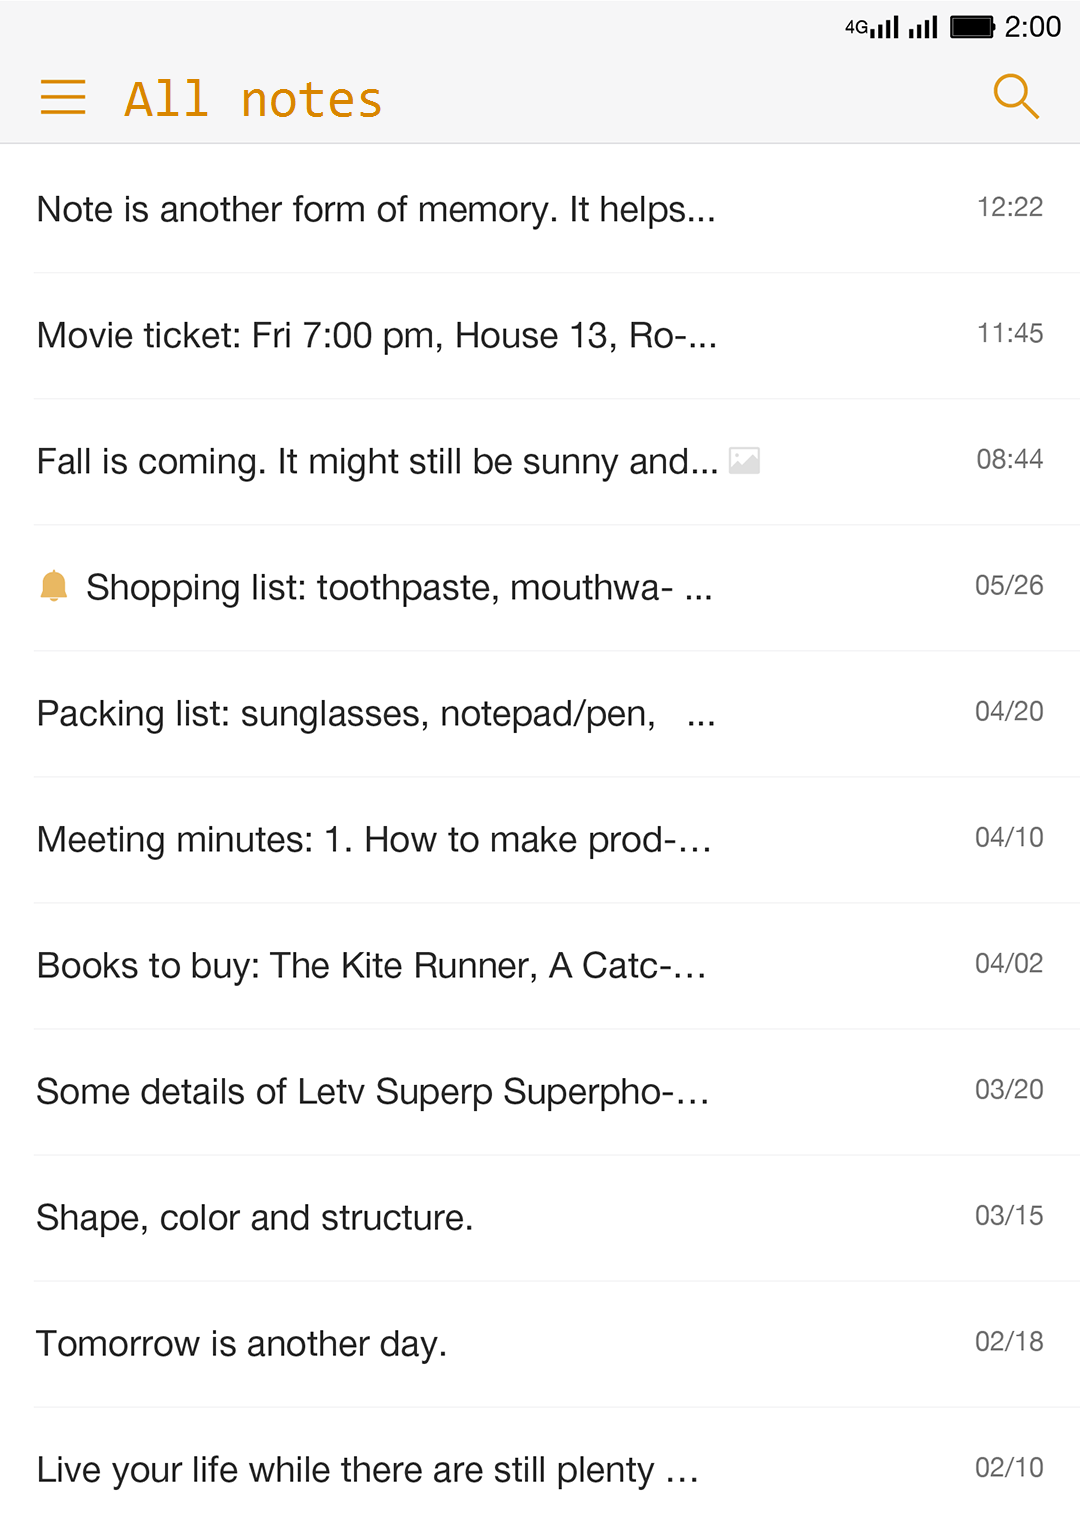 4G 2:00
All notes
Note is another form of memory. It helps... 12:22
Movie ticket: Fri 7:00 pm, House 13, Ro-... 11:45
Fall is coming. It might still be sunny and... 08:44
Shopping list: toothpaste, mouthwa- ... 05/26
Packing list: sunglasses, notepad/pen, ... 04/20
Meeting minutes: 1. How to make prod-... 04/10
Books to buy: The Kite Runner, A Catc-... 04/02
Some details of Letv Superp Superpho-... 03/20
Shape, color and structure. 03/15
Tomorrow is another day. 02/18
Live your life while there are still plenty ... 02/10